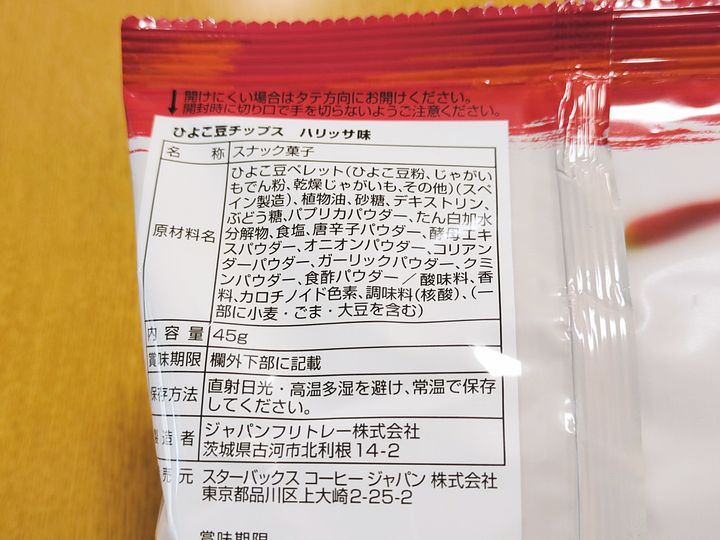 ↓開けにくい場合はタテ方向にお開けください。
開封時に切り口で手を切らないようご注意ください。
ひよこ豆チップス ハリッサ味
名 称 スナック菓子
原材料名 ひよこ豆ペレット(ひよこ豆粉、じゃがい
もでん粉、乾燥じゃがいも、その他)(スペ
イン製造)、植物油、砂糖、デキストリン、
ぶどう糖、パプリカパウダー、たん白加水
分解物、食塩、唐辛子パウダー、酵母エキ
スパウダー、オニオンパウダー、コリアン
ダーパウダー、ガーリックパウダー、クミ
ンパウダー、食酢パウダー/酸味料、香
料、カロチノイド色素、調味料(核酸)、(一
部に小麦・ごま・大豆を含む)
内容量 45g
賞味期限 欄外下部に記載
保存方法 直射日光・高温多湿を避け、常温で保存
してください。
製造者 ジャパンフリトレー株式会社
茨城県古河市北利根14-2
売元 スターバックス コーヒー ジャパン 株式会社
東京都品川区上大崎2-25-2
賞味期限